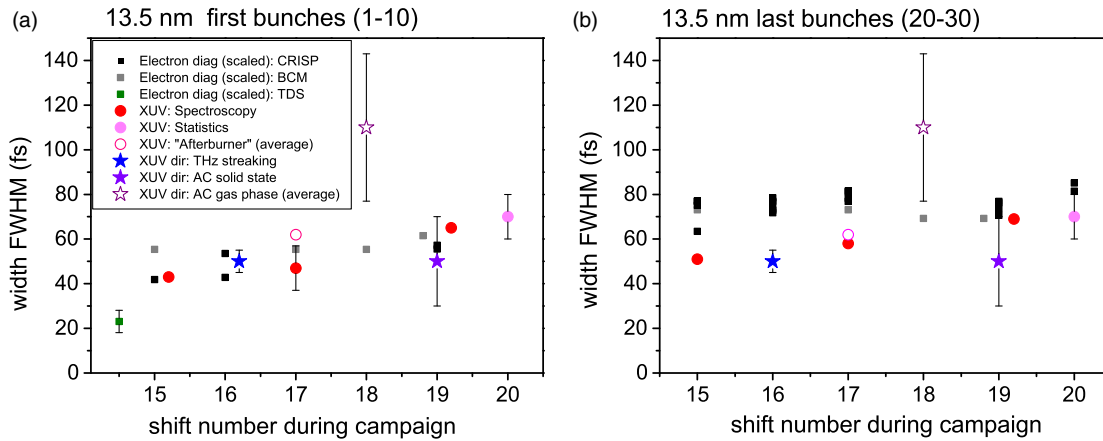 (a)
13.5 nm first bunches (1-10)
Electron diag (scaled): CRISP
Electron diag (scaled): BCM
Electron diag (scaled): TDS
XUV: Spectroscopy
XUV: Statistics
XUV: "Afterburner" (average)
XUV dir: THz streaking
XUV dir: AC solid state
XUV dir: AC gas phase (average)
width FWHM (fs)
140
120
100
80
60
40
20
0
15 16 17 18 19 20
shift number during campaign
(b)
13.5 nm last bunches (20-30)
width FWHM (fs)
140
120
100
80
60
40
20
0
15 16 17 18 19 20
shift number during campaign